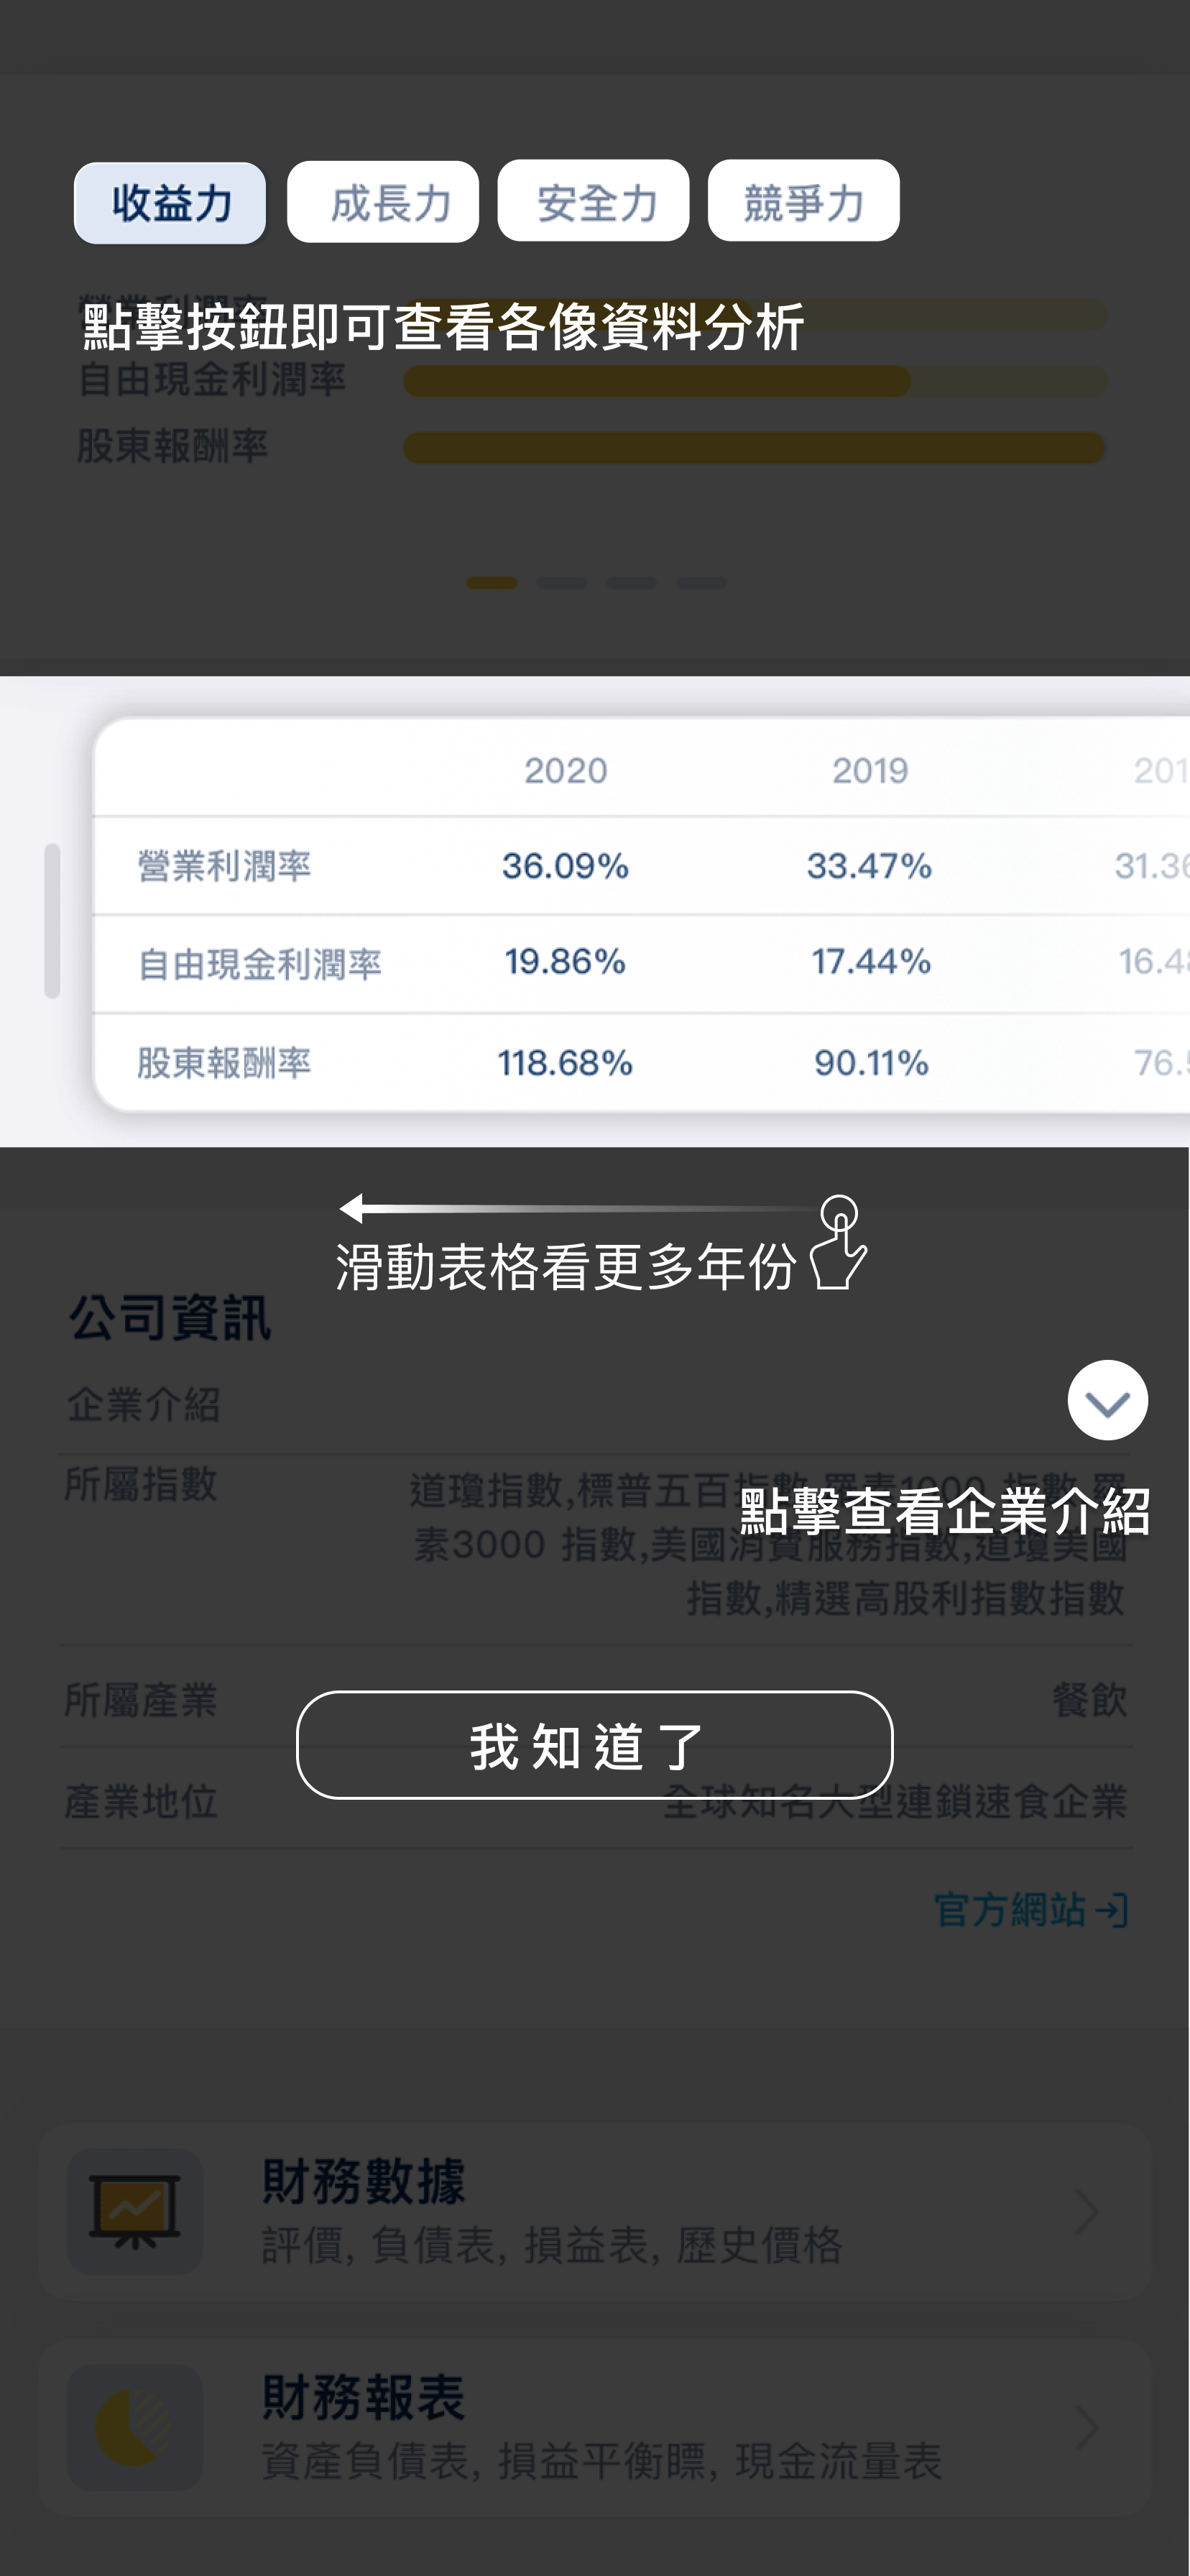 收益力 成長力 安全力 競爭力
營業利潤率
點擊按鈕即可查看各像資料分析
自由現金利潤率
股東報酬率
2020 2019 201
營業利潤率 36.09% 33.47% 31.36
自由現金利潤率 19.86% 17.44% 16.48
股東報酬率 118.68% 90.11% 76.5
滑動表格看更多年份
公司資訊
企業介紹
所屬指數 道瓊指數,標普五百指數,羅素1000 指數,羅
點擊查看企業介紹
素3000 指數,美國消費服務指數,道瓊美國
指數,精選高股利指數指數
所屬產業 餐飲
我知道了
產業地位 全球知名大型連鎖速食企業
官方網站
財務數據
評價, 負債表, 損益表, 歷史價格
財務報表
資產負債表, 損益平衡瞟, 現金流量表